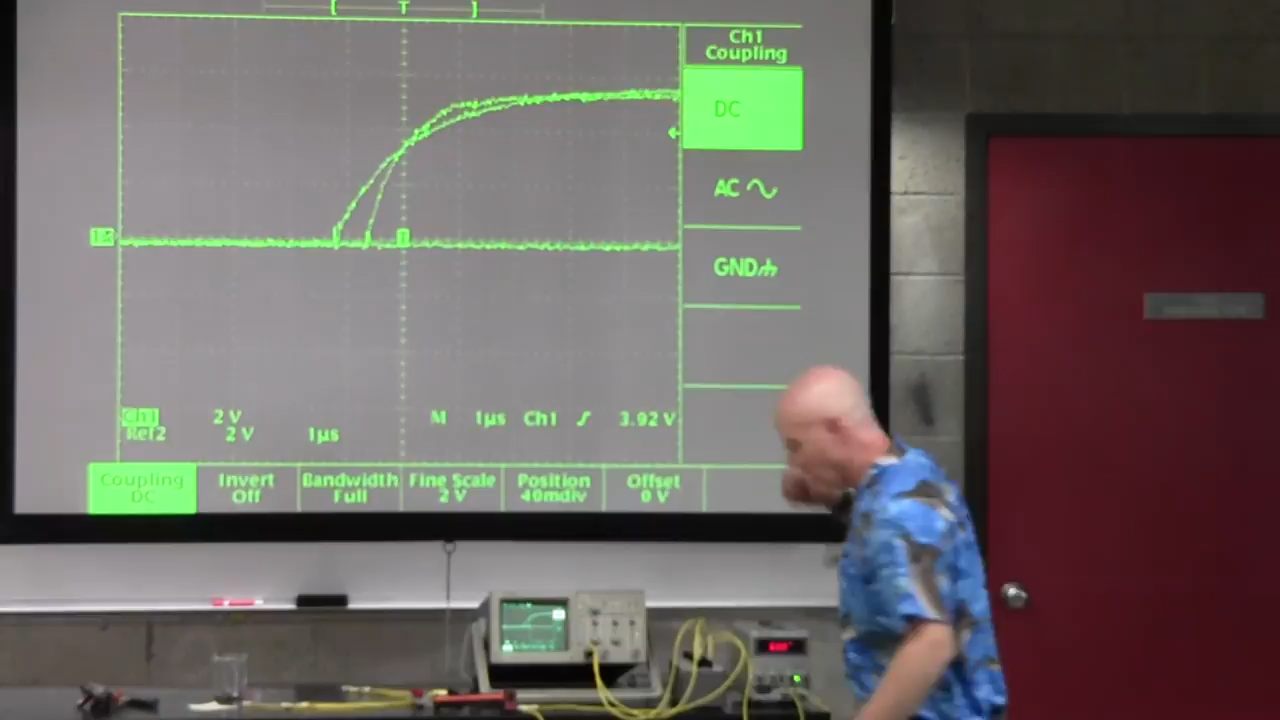 [ T ]
Ch1
Coupling
DC
AC
GND
Ch1 2 V M 1µs Ch1 3.92 V
Ref2 2 V 1µs
Coupling
DC
Invert
Off
Bandwidth
Full
Fine Scale
2 V
Position
40mdiv
Offset
0 V